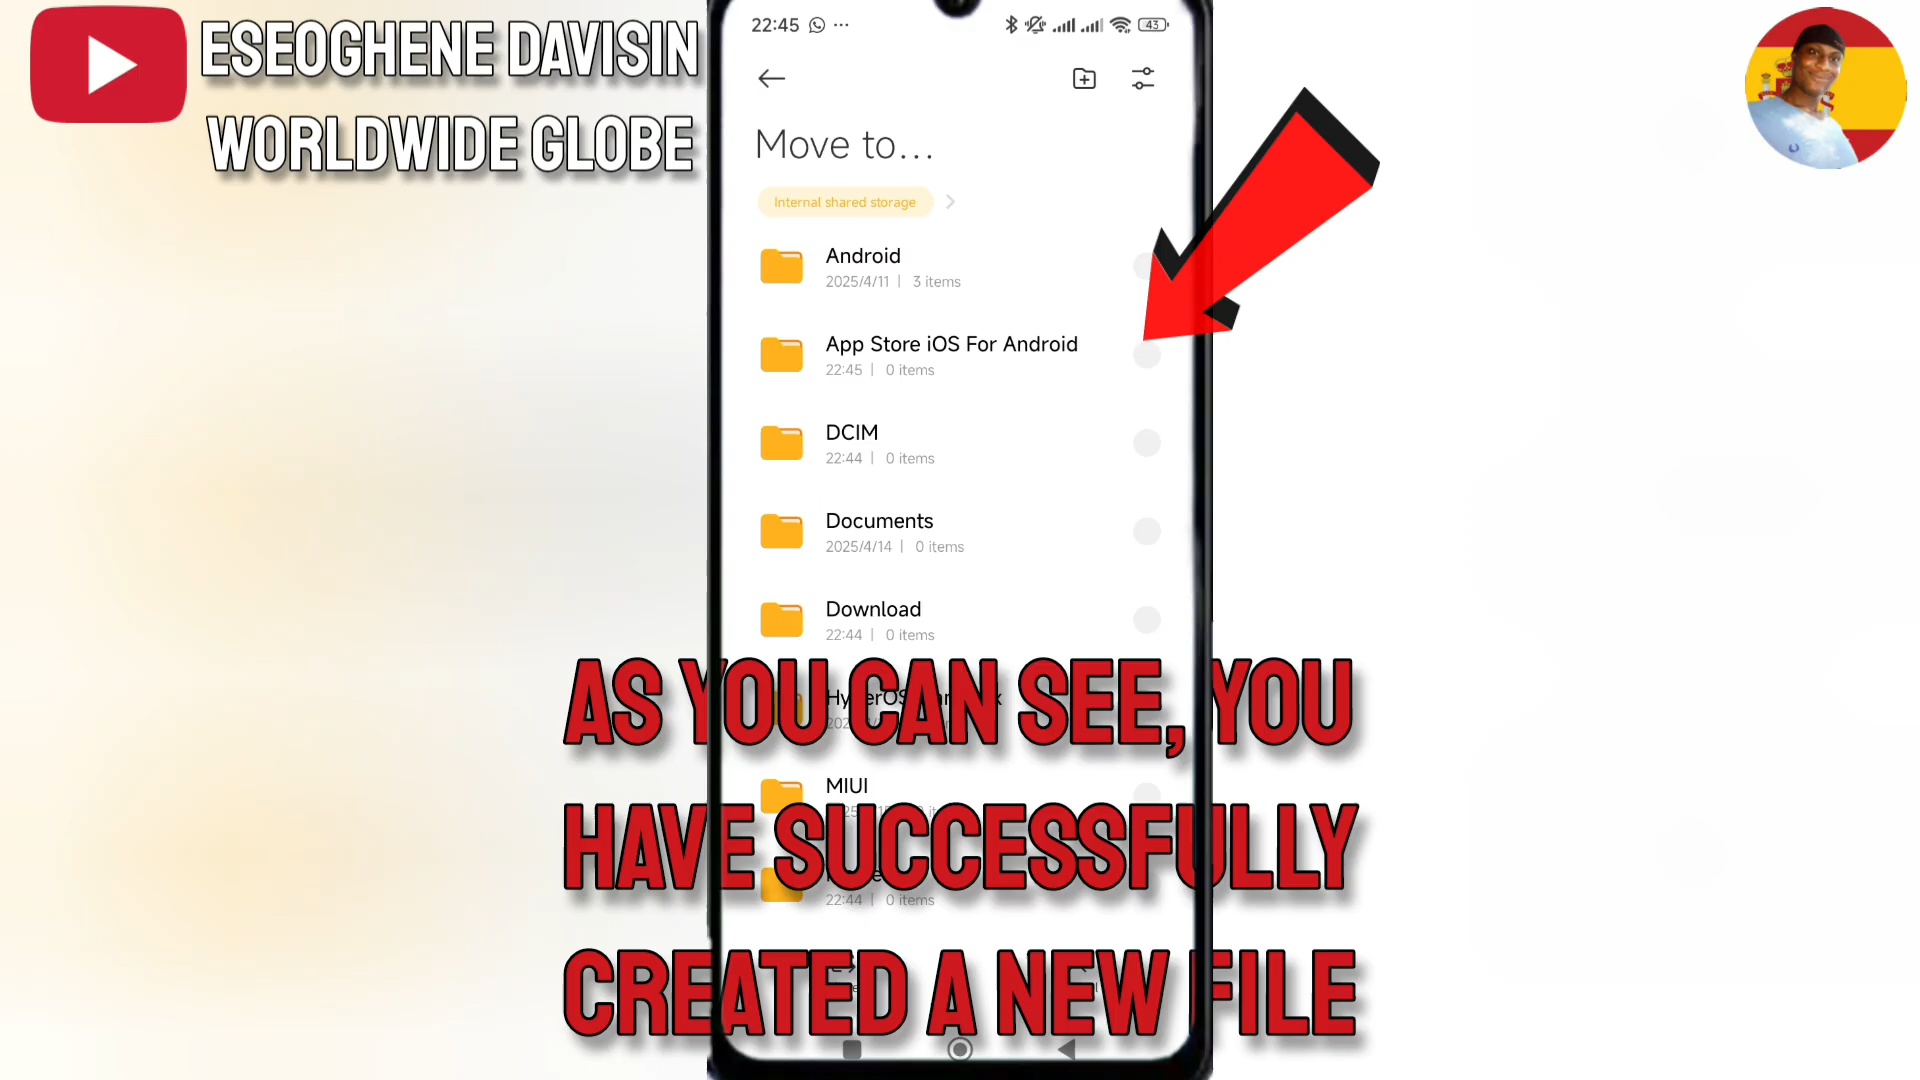 ESEOGHENE DAVISIN
WORLDWIDE GLOBE
22:45
43
Move to...
Internal shared storage
Android
2025/4/11 | 3 items
App Store iOS For Android
22:45 | 0 items
DCIM
22:44 | 0 items
Documents
2025/4/14 | 0 items
Download
22:44 | 0 items
AS YOU CAN SEE, YOU
MIUI
HAVE SUCCESSFULLY
22:44 | 0 items
CREATED A NEW FILE